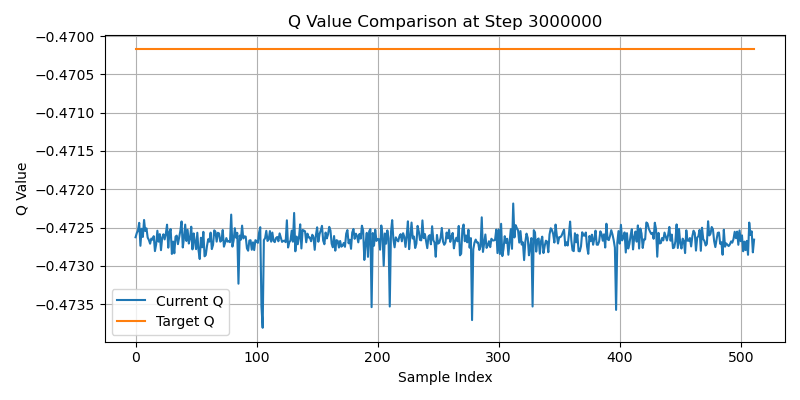 Q Value Comparison at Step 3000000
Q Value
−0.4700
−0.4705
−0.4710
−0.4715
−0.4720
−0.4725
−0.4730
−0.4735
Current Q
Target Q
0 100 200 300 400 500
Sample Index